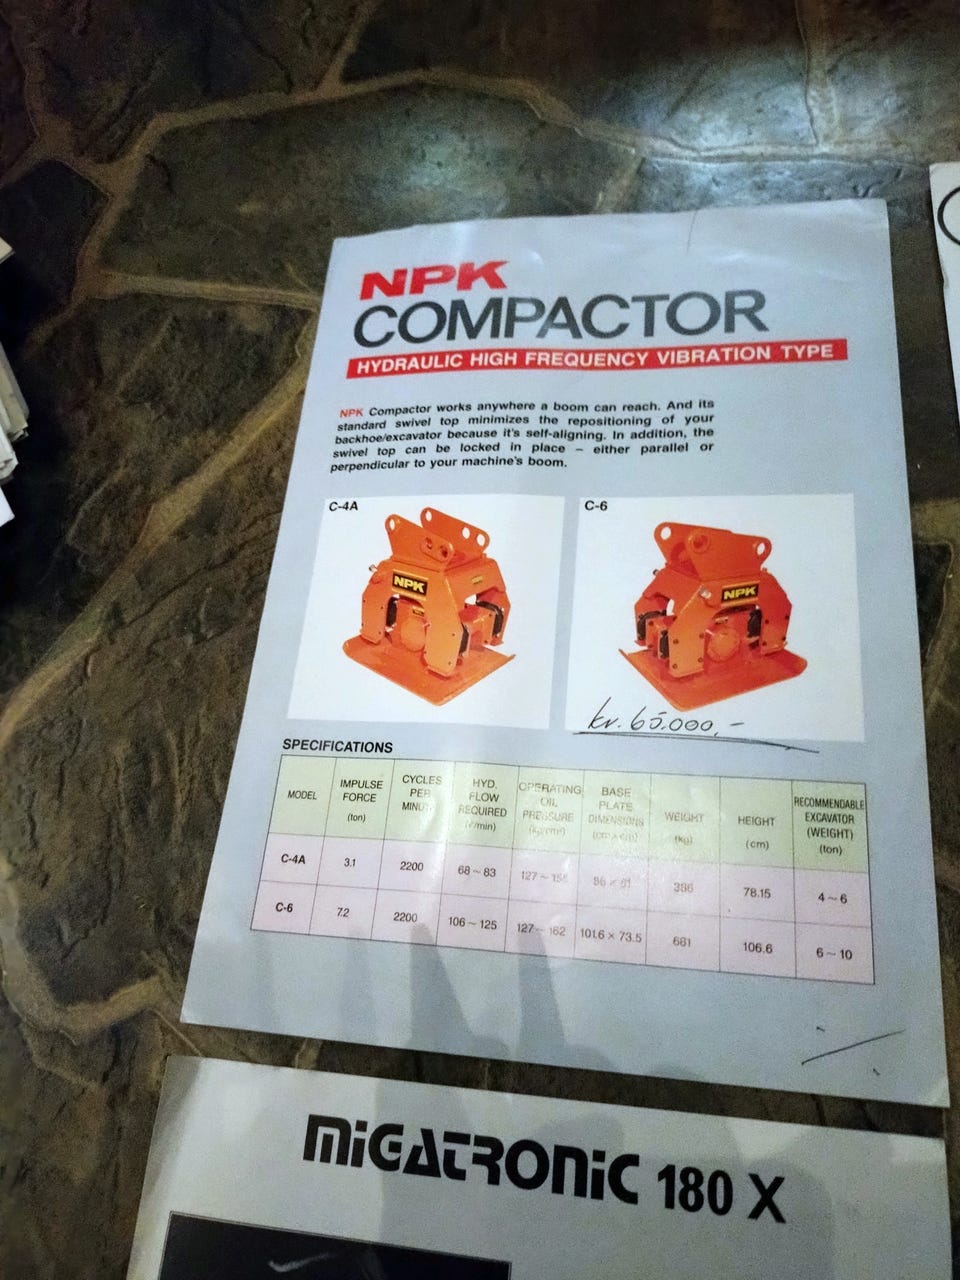 NPK
COMPACTOR
HYDRAULIC HIGH FREQUENCY VIBRATION TYPE
NPK Compactor works anywhere a boom can reach. And its
standard swivel top minimizes the repositioning of your
backhoe/excavator because it's self-aligning. In addition, the
swivel top can be locked in place – either parallel or
perpendicular to your machine's boom.
C-4A
C-6
NPK
NPK
kr. 65.000,-
SPECIFICATIONS
MODEL IMPULSE FORCE (ton) CYCLES PER MINUTE HYD. FLOW REQUIRED OPERATING OIL PRESSURE (kg/cm²) BASE PLATE DIMENSIONS (cm × cm) WEIGHT (kg) HEIGHT (cm) RECOMMENDABLE EXCAVATOR (WEIGHT) (ton)
C-4A 3.1 2200 68 ~ 83 127 ~ 78.15 4 ~ 6
C-6 7.2 2200 106 ~ 125 127 ~ 162 101.6 × 73.5 681 106.6 6 ~ 10
MIGATRONIC 180 X